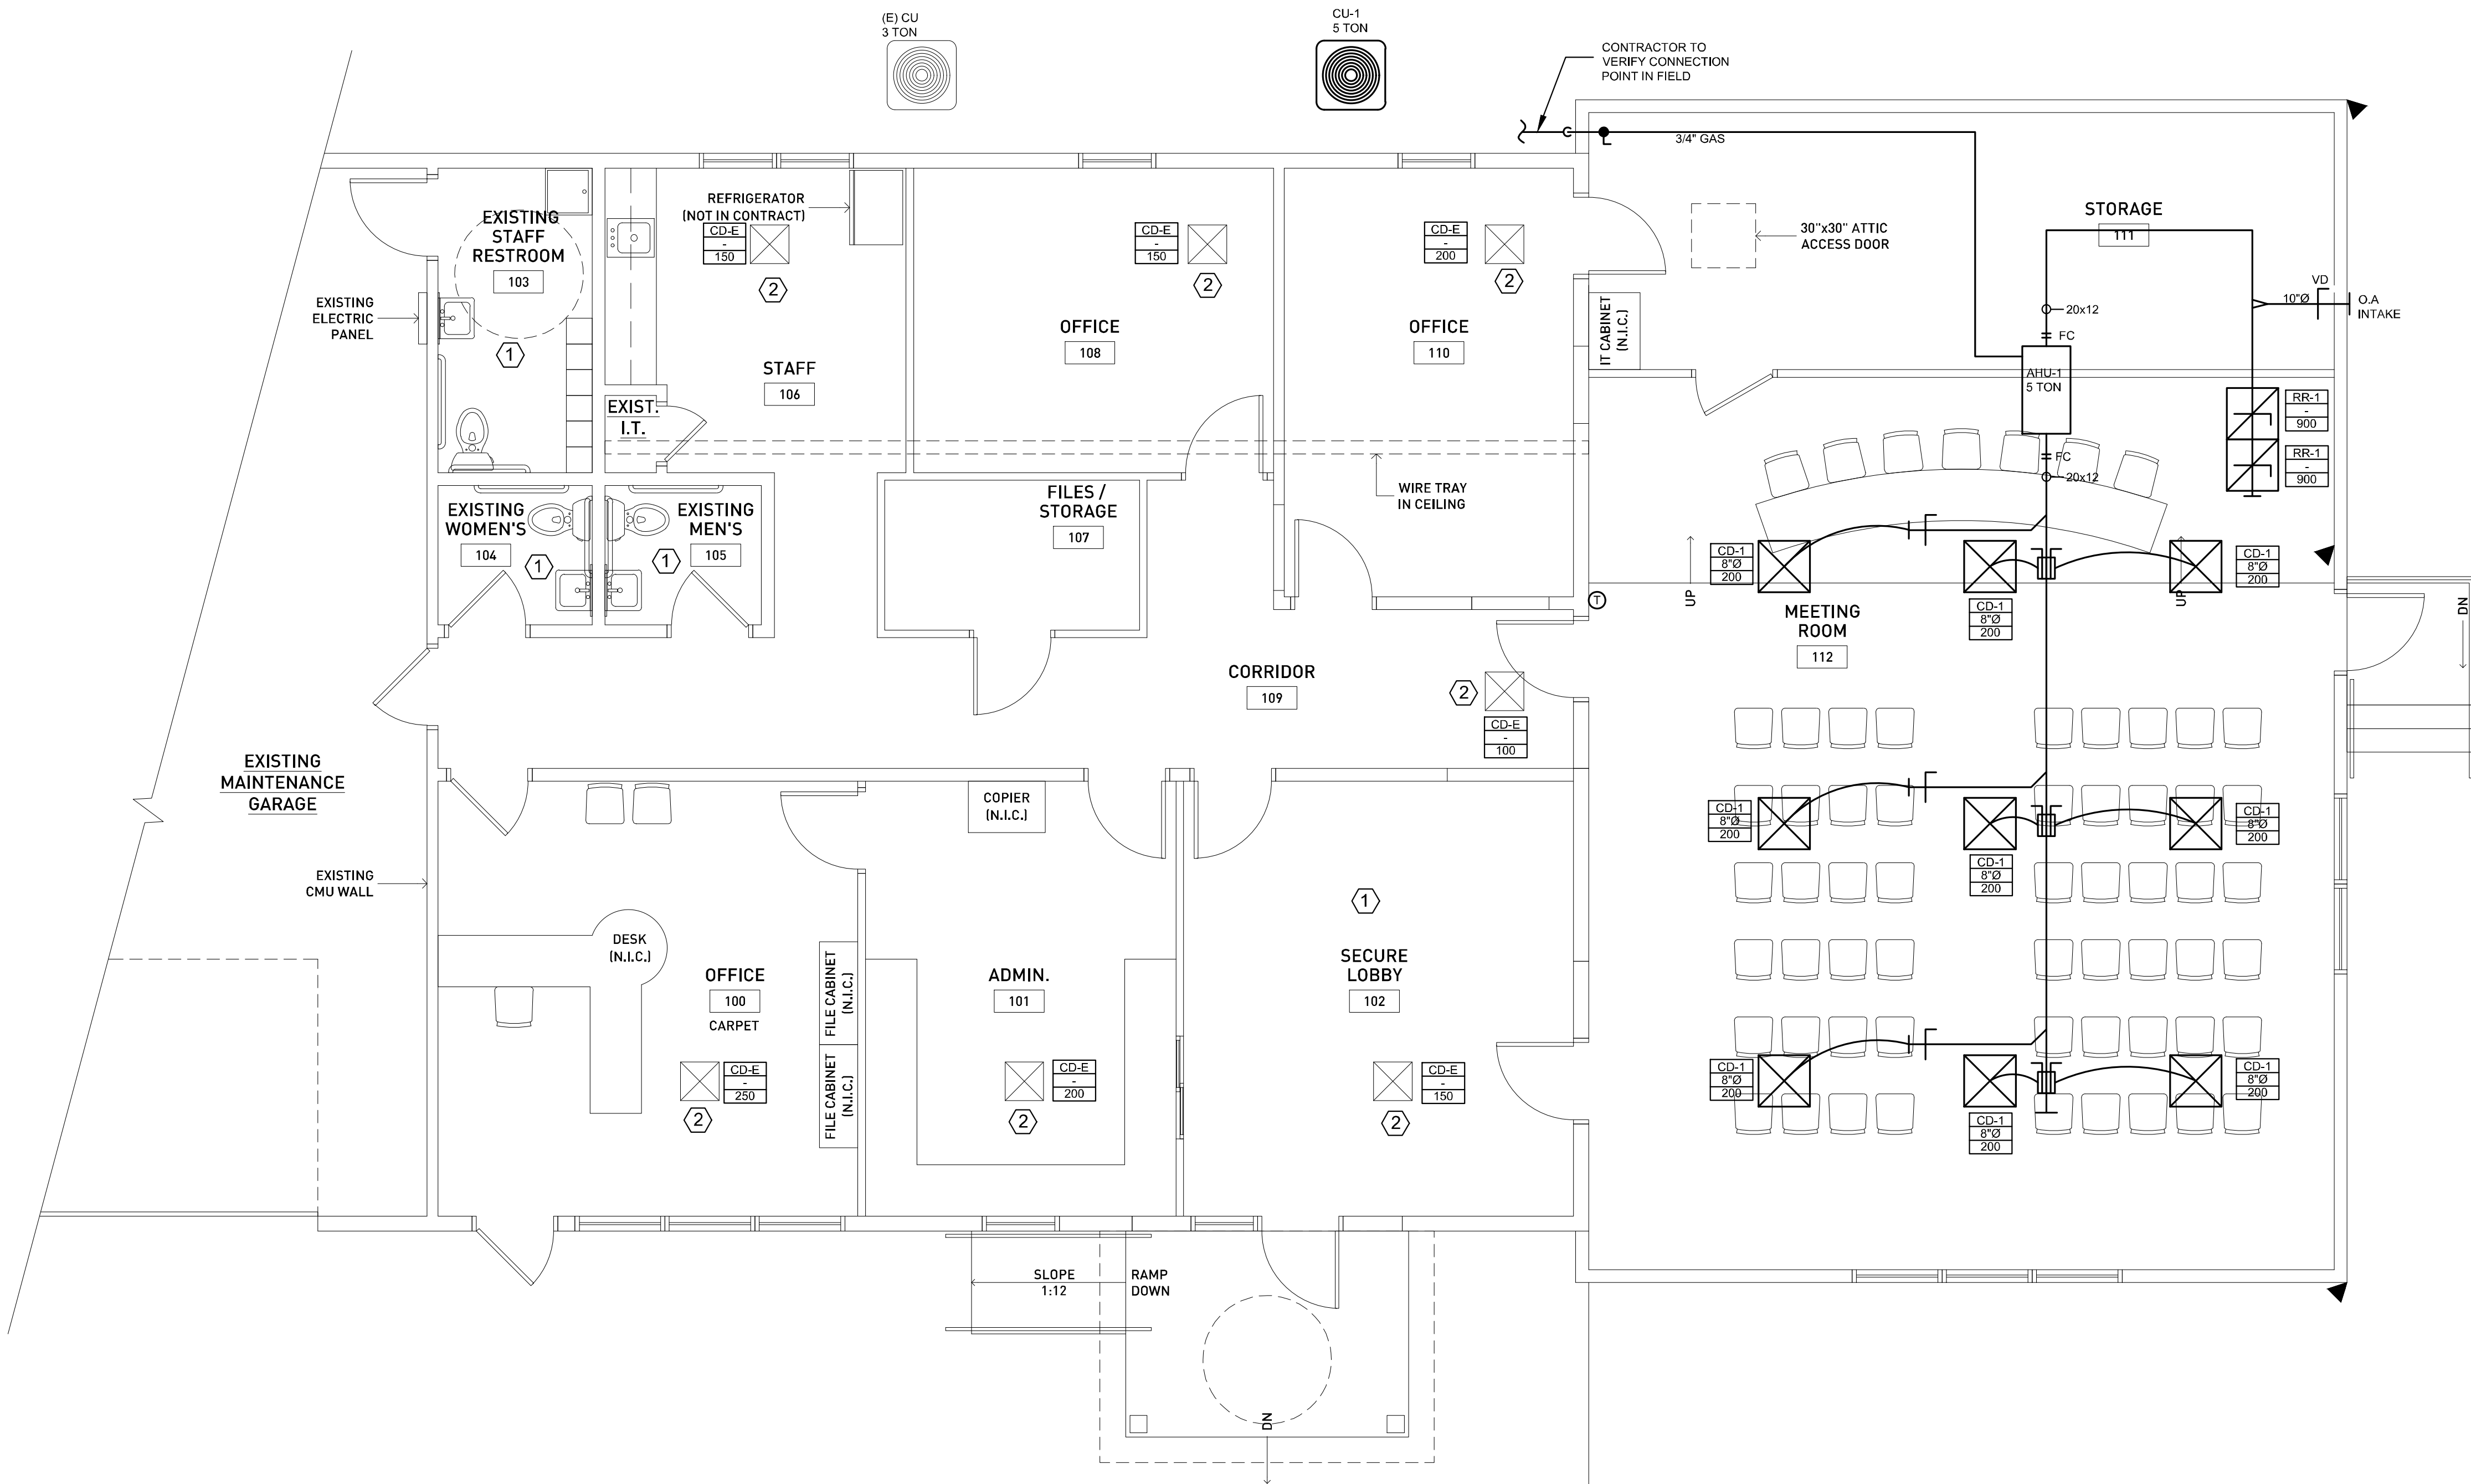 (E) CU
3 TON
CU-1
5 TON
CONTRACTOR TO
VERIFY CONNECTION
POINT IN FIELD
3/4" GAS
REFRIGERATOR
(NOT IN CONTRACT)
CD-E
-
150
2
EXISTING
STAFF
RESTROOM
103
EXISTING
ELECTRIC
PANEL
1
STAFF
106
EXIST.
I.T.
CD-E
-
150
2
OFFICE
108
CD-E
-
200
2
OFFICE
110
IT CABINET
(N.I.C.)
30"x30" ATTIC
ACCESS DOOR
STORAGE
111
VD
10"Ø
O.A
INTAKE
20x12
FC
AHU-1
5 TON
FC
20x12
RR-1
-
900
RR-1
-
900
EXISTING
WOMEN'S
104
1
EXISTING
MEN'S
105
1
FILES /
STORAGE
107
WIRE TRAY
IN CEILING
CD-1
8"Ø
200
CD-1
8"Ø
200
CD-1
8"Ø
200
T
UP
UP
DN
MEETING
ROOM
112
CORRIDOR
109
2
CD-E
-
100
EXISTING
MAINTENANCE
GARAGE
EXISTING
CMU WALL
COPIER
(N.I.C.)
CD-1
8"Ø
200
CD-1
8"Ø
200
CD-1
8"Ø
200
DESK
(N.I.C.)
OFFICE
100
CARPET
FILE CABINET
(N.I.C.)
FILE CABINET
(N.I.C.)
CD-E
-
250
2
ADMIN.
101
CD-E
-
200
2
1
SECURE
LOBBY
102
CD-E
-
150
2
CD-1
8"Ø
200
CD-1
8"Ø
200
CD-1
8"Ø
200
SLOPE
1:12
RAMP
DOWN
DN